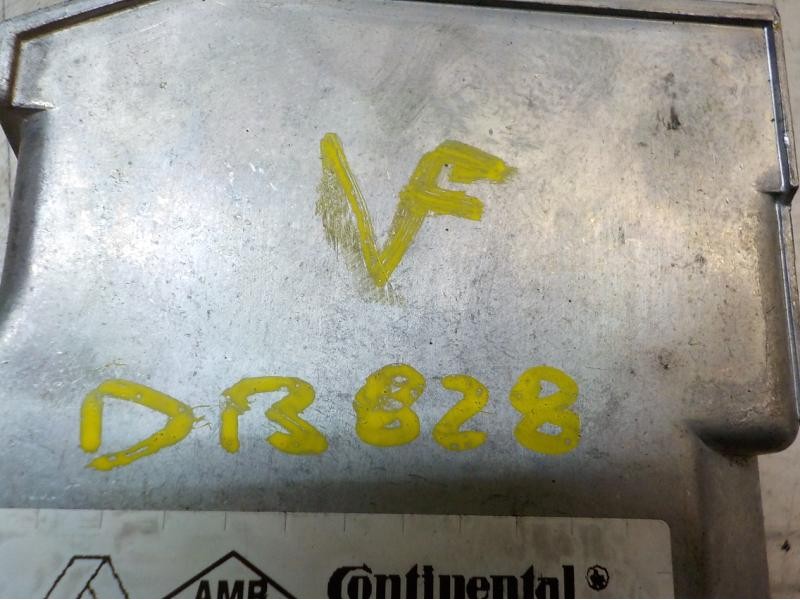 VF
DB828
AMP
Continental